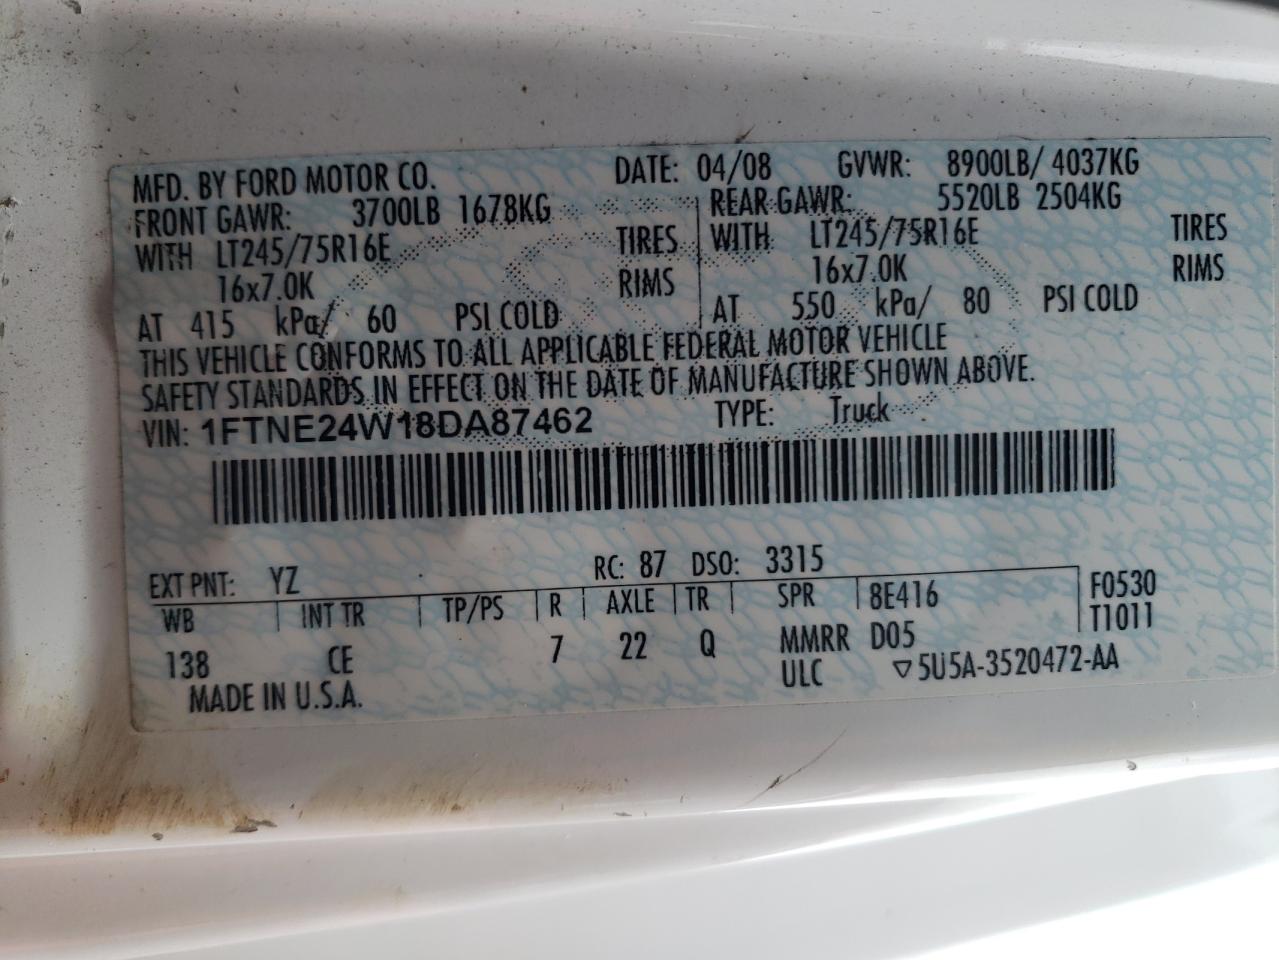 MFD. BY FORD MOTOR CO. DATE: 04/08 GVWR: 8900LB/ 4037KG
FRONT GAWR: 3700LB 1678KG REAR GAWR: 5520LB 2504KG
WITH LT245/75R16E TIRES WITH LT245/75R16E TIRES
16x7.0K RIMS 16x7.0K RIMS
AT 415 kPa/ 60 PSI COLD AT 550 kPa/ 80 PSI COLD
THIS VEHICLE CONFORMS TO ALL APPLICABLE FEDERAL MOTOR VEHICLE
SAFETY STANDARDS IN EFFECT ON THE DATE OF MANUFACTURE SHOWN ABOVE.
VIN: 1FTNE24W18DA87462 TYPE: Truck
EXT PNT: YZ RC: 87 DSO: 3315
WB INT TR TP/PS R AXLE TR SPR 8E416 F0530
T1011
138 CE 7 22 Q MMRR D05
ULC ▽5U5A-3520472-AA
MADE IN U.S.A.